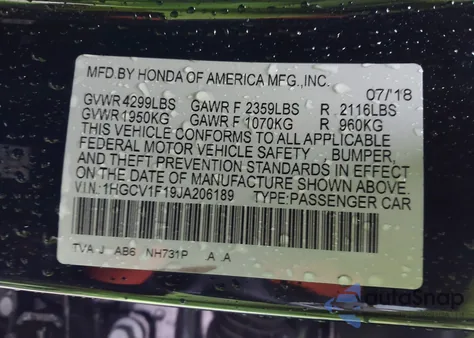 MFD.BY HONDA OF AMERICA MFG.,INC.
07/'18
GVWR 4299LBS GAWR F 2359LBS R 2116LBS
GVWR 1950KG GAWR F 1070KG R 960KG
THIS VEHICLE CONFORMS TO ALL APPLICABLE
FEDERAL MOTOR VEHICLE SAFETY, BUMPER,
AND THEFT PREVENTION STANDARDS IN EFFECT
ON THE DATE OF MANUFACTURE SHOWN ABOVE.
V.I.N:1HGCV1F19JA206189 TYPE:PASSENGER CAR
TVA J AB6 NH731P A A
autoSnap